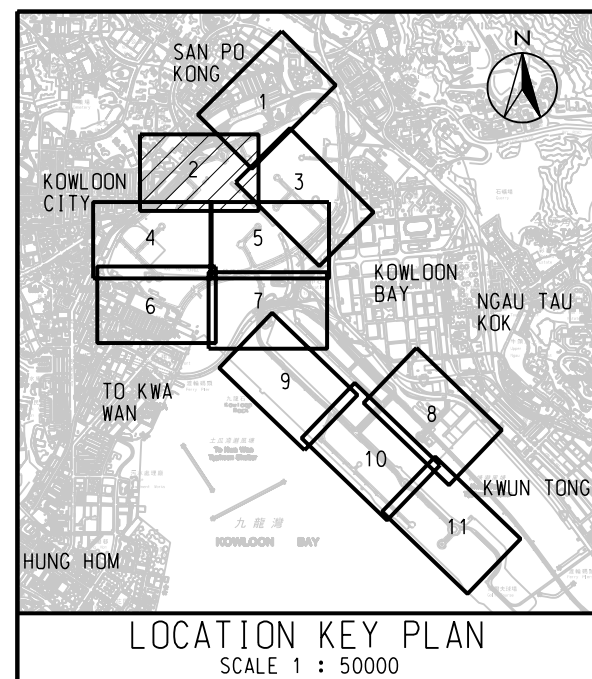 N
SAN PO
KONG
1
2
3
KOWLOON
CITY
4
5
KOWLOON
BAY
NGAU TAU
KOK
6
7
TO KWA
WAN
9
8
10
KWUN TONG
11
九龍灣
KOWLOON BAY
HUNG HOM
LOCATION KEY PLAN
SCALE 1 : 50000